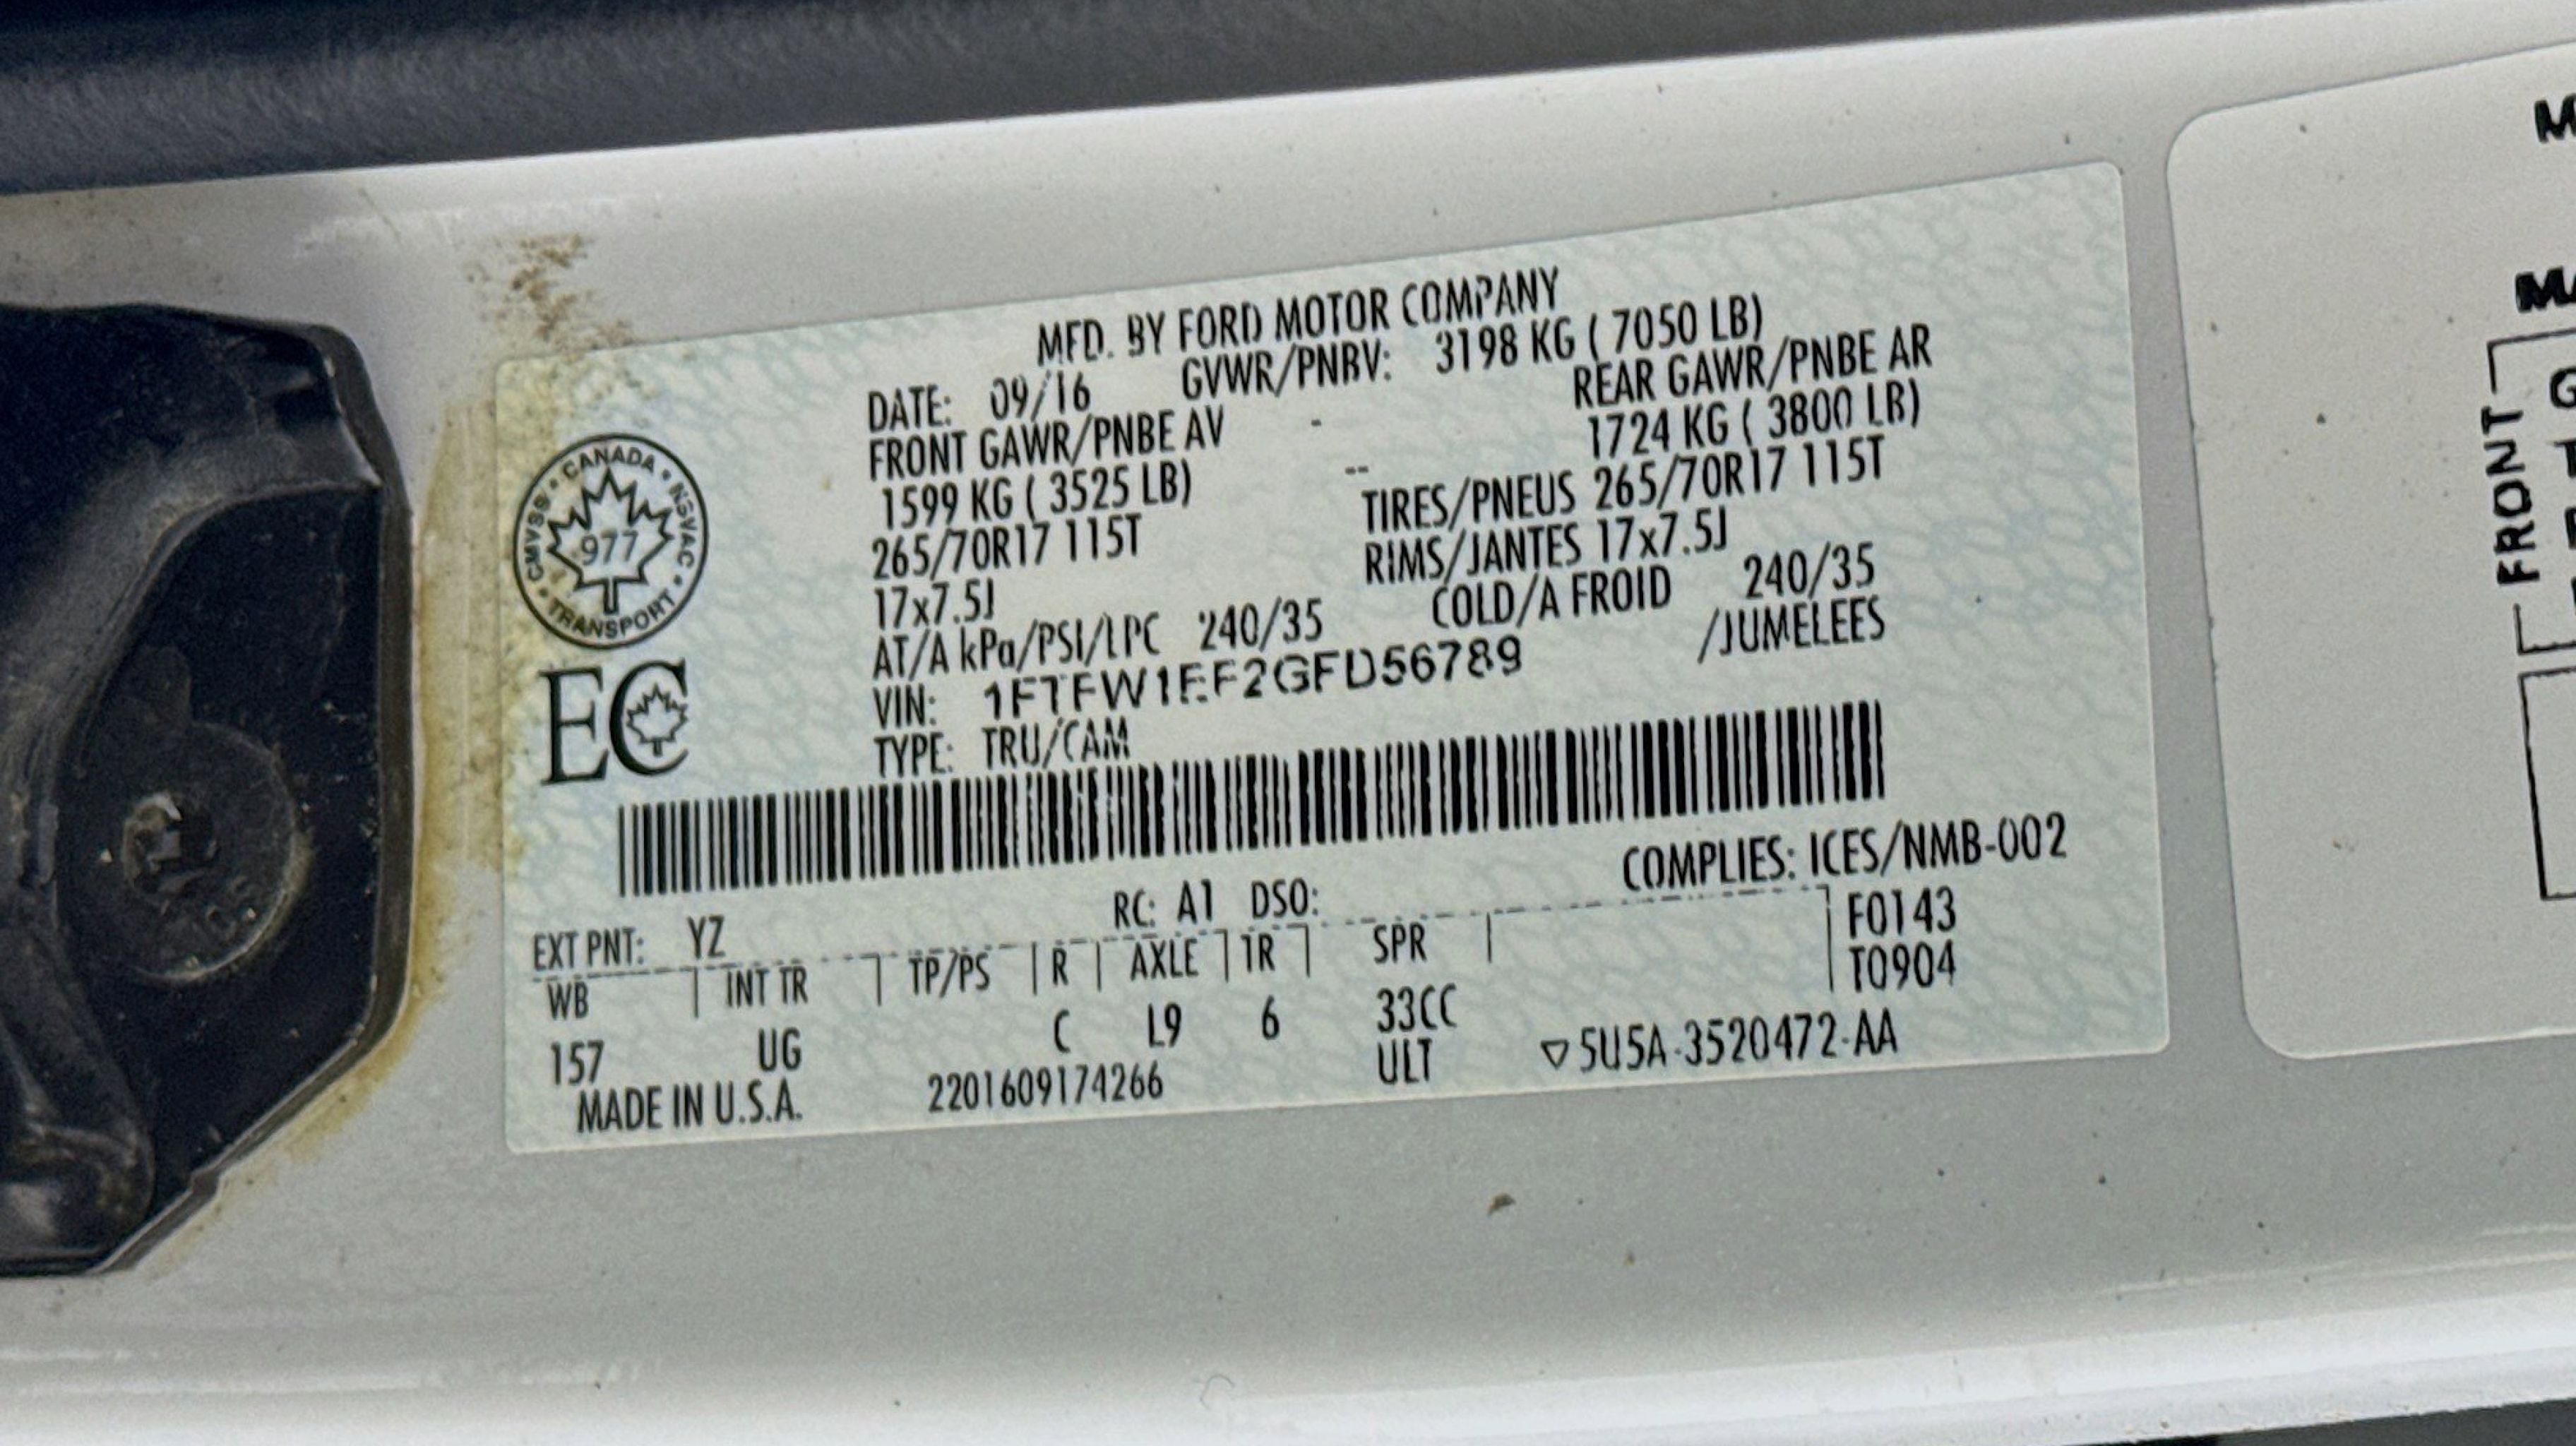 MFD. BY FORD MOTOR COMPANY
DATE: 09/16 GVWR/PNBV: 3198 KG ( 7050 LB)
FRONT GAWR/PNBE AV - REAR GAWR/PNBE AR
1599 KG ( 3525 LB) -- 1724 KG ( 3800 LB)
265/70R17 115T TIRES/PNEUS 265/70R17 115T
17x7.5J RIMS/JANTES 17x7.5J
AT/A kPa/PSI/LPC 240/35 COLD/A FROID 240/35
VIN: 1FTFW1EF2GFD56789 /JUMELEES
TYPE: TRU/CAM
CMVSS • CANADA • NSVAC • TRANSPORT •
977
EC
COMPLIES: ICES/NMB-002
EXT PNT: YZ RC: A1 DSO: F0143
WB INT TR TP/PS R AXLE TR SPR T0904
157 UG C L9 6 33CC
ULT ▽5U5A-3520472-AA
MADE IN U.S.A. 2201609174266
FRONT